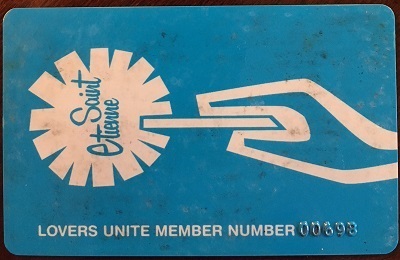 Saint
Etienne
LOVERS UNITE MEMBER NUMBER 00698